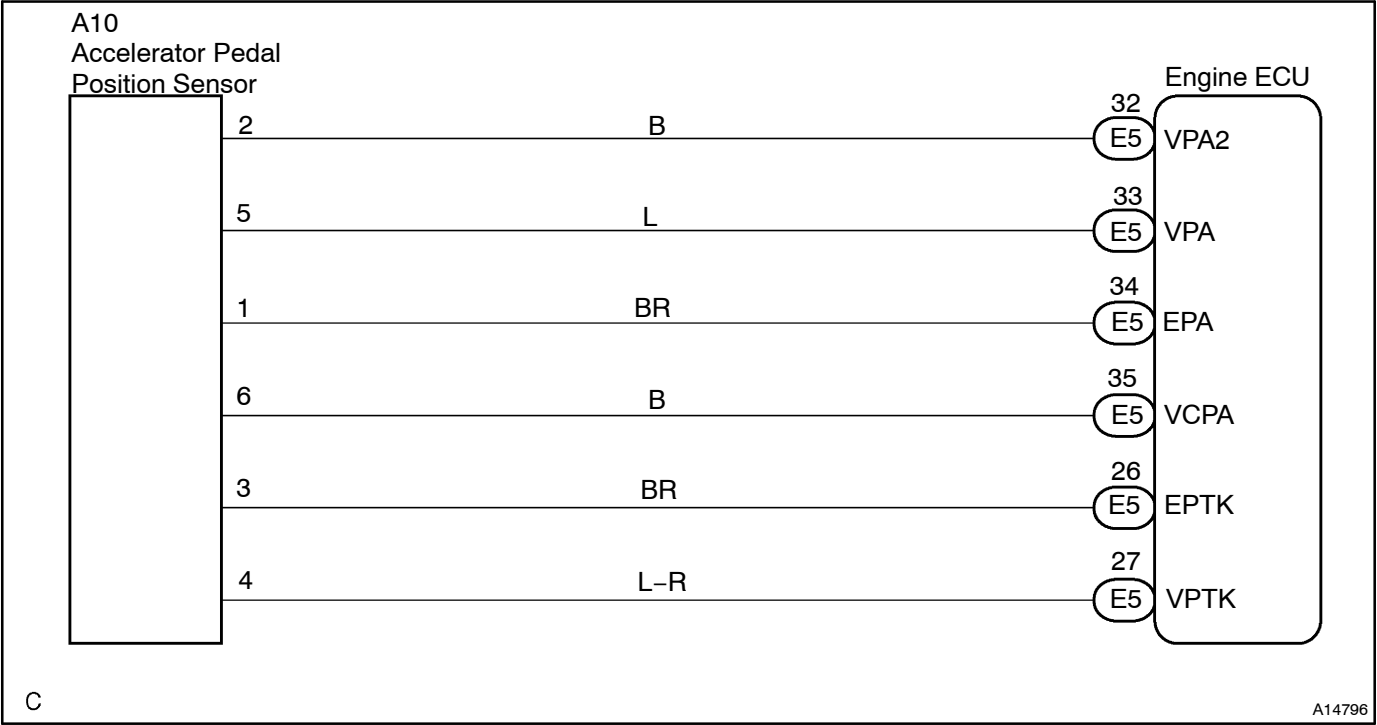 A10
Accelerator Pedal
Position Sensor
Engine ECU
2
B
32
E5
VPA2
5
L
33
E5
VPA
1
BR
34
E5
EPA
6
B
35
E5
VCPA
3
BR
26
E5
EPTK
4
L−R
27
E5
VPTK
C
A14796